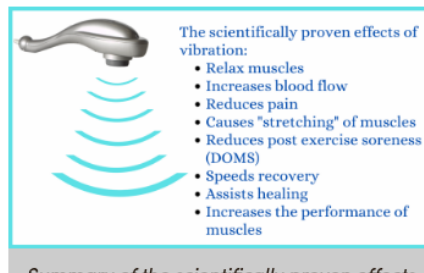 The scientifically proven effects of
vibration:
• Relax muscles
• Increases blood flow
• Reduces pain
• Causes "stretching" of muscles
• Reduces post exercise soreness
(DOMS)
• Speeds recovery
• Assists healing
• Increases the performance of
muscles
Summary of the scientifically proven effects